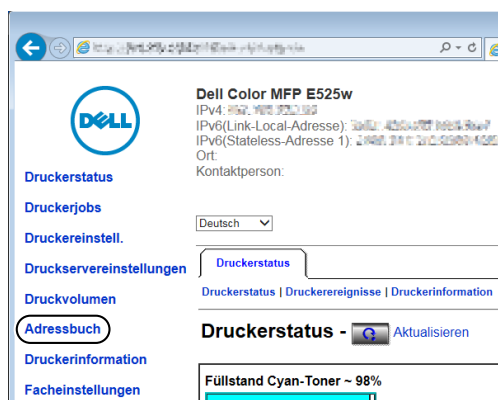 Dell Color MFP E525w
IPv4:
IPv6(Link-Local-Adresse):
IPv6(Stateless-Adresse 1):
Ort:
Kontaktperson:
DELL
Druckerstatus
Druckerjobs
Druckereinstell.
Druckservereinstellungen
Druckvolumen
Adressbuch
Druckerinformation
Facheinstellungen
Deutsch
Druckerstatus
Druckerstatus | Druckerereignisse | Druckerinformation
Druckerstatus - Aktualisieren
Füllstand Cyan-Toner ~ 98%